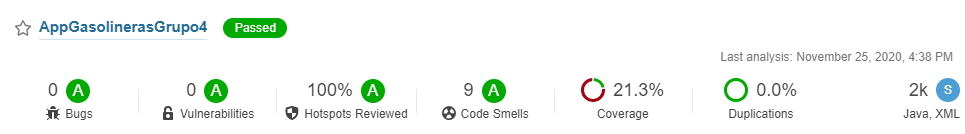 AppGasolinerasGrupo4 Passed
Last analysis: November 25, 2020, 4:38 PM
0 A 0 A 100% A 9 A 21.3% 0.0% 2k S
Bugs Vulnerabilities Hotspots Reviewed Code Smells Coverage Duplications Java, XML